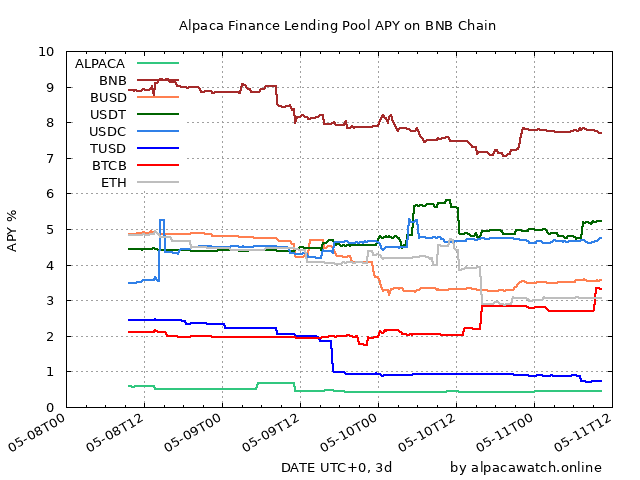 Alpaca Finance Lending Pool APY on BNB Chain
10
9
8
7
6
5
4
3
2
1
0
APY %
ALPACA
BNB
BUSD
USDT
USDC
TUSD
BTCB
ETH
05-08T00
05-08T12
05-09T00
05-09T12
05-10T00
05-10T12
05-11T00
05-11T12
DATE UTC+0, 3d
by alpacawatch.online